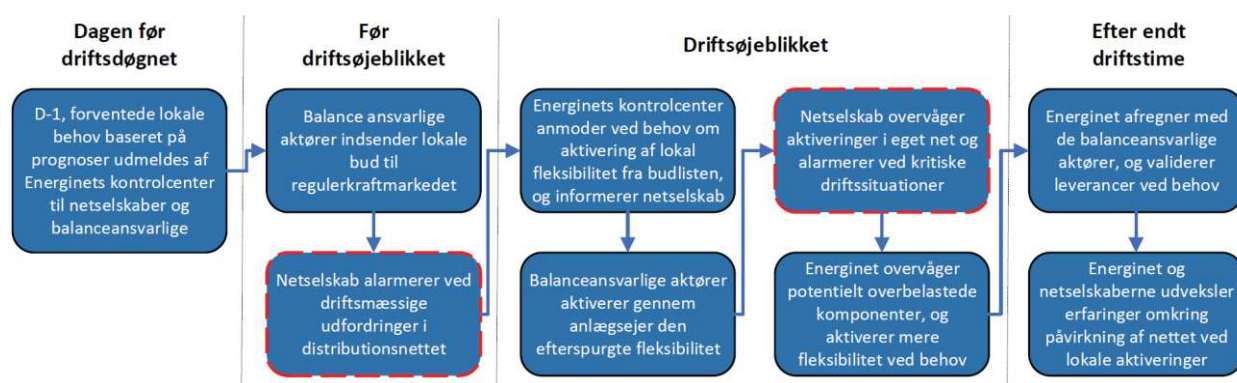 Dagen før
driftsdøgnet
D-1, forventede lokale
behov baseret på
prognoser udmeldes af
Energinets kontrolcenter
til netselskaber og
balanceansvarlige
Før
driftsøjeblikket
Balance ansvarlige
aktører indsender lokale
bud til
regulerkraftmarkedet
Netselskab alarmerer ved
driftsmæssige
udfordringer i
distributionsnettet
Driftsøjeblikket
Energinets kontrolcenter
anmoder ved behov om
aktivering af lokal
fleksibilitet fra budlisten,
og informerer netselskab
Balanceansvarlige aktører
aktiverer gennem
anlægsejer den
efterspurgte fleksibilitet
Netselskab overvåger
aktiveringer i eget net og
alarmerer ved kritiske
driftssituationer
Energinet overvåger
potentielt overbelastede
komponenter, og
aktiverer mere
fleksibilitet ved behov
Efter endt
driftstime
Energinet afregner med
de balanceansvarlige
aktører, og validerer
leverancer ved behov
Energinet og
netselskaberne udveksler
erfaringer omkring
påvirkning af nettet ved
lokale aktiveringer